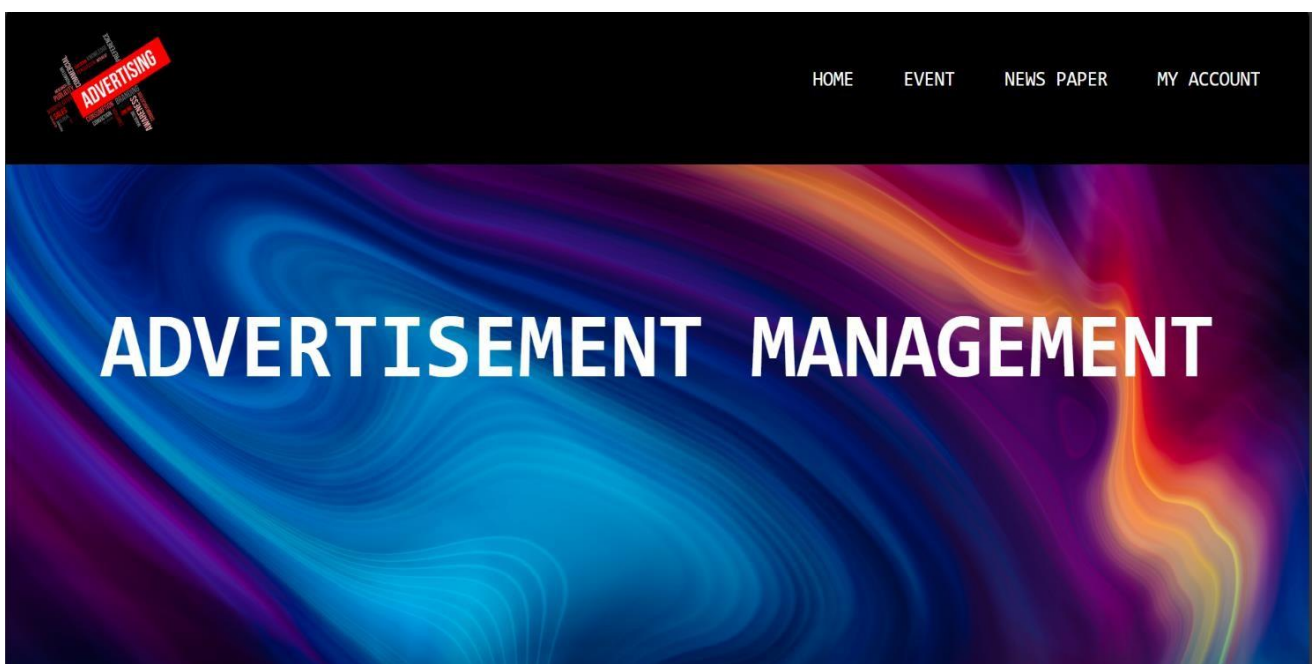 ADVERTISING
HOME EVENT NEWS PAPER MY ACCOUNT
ADVERTISEMENT MANAGEMENT